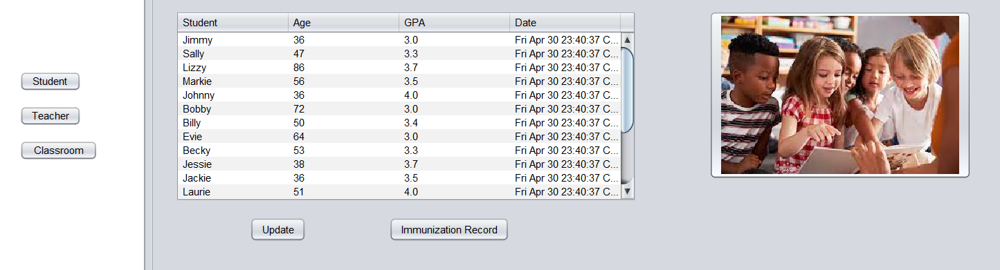 Student
Teacher
Classroom
Student Age GPA Date
Jimmy 36 3.0 Fri Apr 30 23:40:37 C...
Sally 47 3.3 Fri Apr 30 23:40:37 C...
Lizzy 86 3.7 Fri Apr 30 23:40:37 C...
Markie 56 3.5 Fri Apr 30 23:40:37 C...
Johnny 36 4.0 Fri Apr 30 23:40:37 C...
Bobby 72 3.0 Fri Apr 30 23:40:37 C...
Billy 50 3.4 Fri Apr 30 23:40:37 C...
Evie 64 3.0 Fri Apr 30 23:40:37 C...
Becky 53 3.3 Fri Apr 30 23:40:37 C...
Jessie 38 3.7 Fri Apr 30 23:40:37 C...
Jackie 36 3.5 Fri Apr 30 23:40:37 C...
Laurie 51 4.0 Fri Apr 30 23:40:37 C...
Update Immunization Record